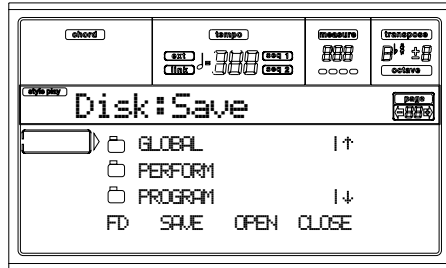 chord tempo measure transpose
ext seq 1
link seq 2
octave
style play Disk:Save page
GLOBAL
PERFORM
PROGRAM
FD SAVE OPEN CLOSE